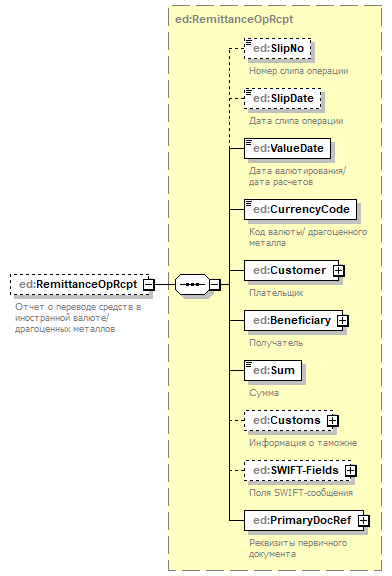 ed:RemittanceOpRcpt
ed:SlipNo
Номер слипа операции
ed:SlipDate
Дата слипа операции
ed:ValueDate
Дата валютирования/
дата расчетов
ed:CurrencyCode
Код валюты/ драгоценного
металла
ed:RemittanceOpRcpt
Отчет о переводе средств в
иностранной валюте/
драгоценных металлов
ed:Customer
Плательщик
ed:Beneficiary
Получатель
ed:Sum
Сумма
ed:Customs
Информация о таможне
ed:SWIFT-Fields
Поля SWIFT-сообщения
ed:PrimaryDocRef
Реквизиты первичного
документа